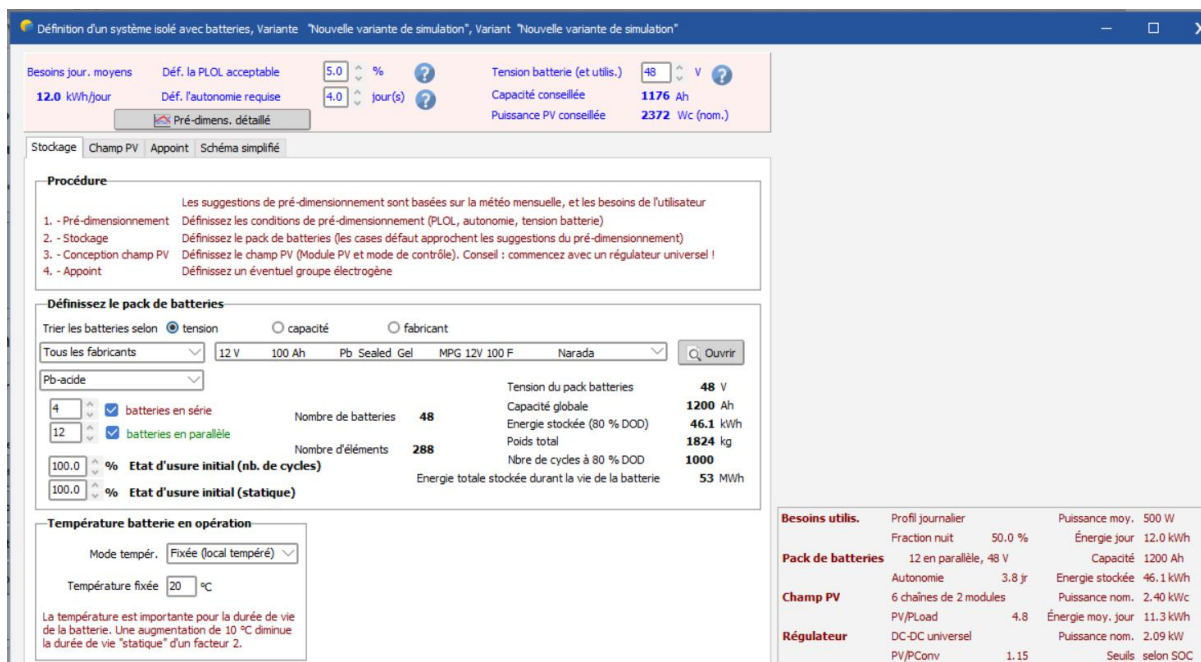 Définition d'un système isolé avec batteries, Variante "Nouvelle variante de simulation", Variant "Nouvelle variante de simulation"
Besoins jour. moyens Déf. la PLOL acceptable 5.0 % ? Tension batterie (et utilis.) 48 V ?
12.0 kWh/jour Déf. l'autonomie requise 4.0 jour(s) ? Capacité conseillée 1176 Ah
Pré-dimens. détaillé Puissance PV conseillée 2372 Wc (nom.)
Stockage Champ PV Appoint Schéma simplifié
Procédure
Les suggestions de pré-dimensionnement sont basées sur la météo mensuelle, et les besoins de l'utilisateur
1. - Pré-dimensionnement Définissez les conditions de pré-dimensionnement (PLOL, autonomie, tension batterie)
2. - Stockage Définissez le pack de batteries (les cases défaut approchent les suggestions du pré-dimensionnement)
3. - Conception champ PV Définissez le champ PV (Module PV et mode de contrôle). Conseil : commencez avec un régulateur universel !
4. - Appoint Définissez un éventuel groupe électrogène
Définissez le pack de batteries
Trier les batteries selon tension capacité fabricant
Tous les fabricants 12 V 100 Ah Pb Sealed Gel MPG 12V 100 F Narada Ouvrir
Pb-acide
4 batteries en série
12 batteries en parallèle
100.0 % Etat d'usure initial (nb. de cycles)
100.0 % Etat d'usure initial (statique)
Nombre de batteries 48
Nombre d'éléments 288
Tension du pack batteries 48 V
Capacité globale 1200 Ah
Energie stockée (80 % DOD) 46.1 kWh
Poids total 1824 kg
Nbre de cycles à 80 % DOD 1000
Energie totale stockée durant la vie de la batterie 53 MWh
Température batterie en opération
Mode tempér. Fixée (local tempéré)
Température fixée 20 °C
La température est importante pour la durée de vie
de la batterie. Une augmentation de 10 °C diminue
la durée de vie "statique" d'un facteur 2.
Besoins utilis. Profil journalier Puissance moy. 500 W
Fraction nuit 50.0 % Énergie jour 12.0 kWh
Pack de batteries 12 en parallèle, 48 V Capacité 1200 Ah
Autonomie 3.8 jr Energie stockée 46.1 kWh
Champ PV 6 chaînes de 2 modules Puissance nom. 2.40 kWc
PV/PLoad 4.8 Énergie moy. jour 11.3 kWh
Régulateur DC-DC universel Puissance nom. 2.09 kW
PV/PConv 1.15 Seuils selon SOC